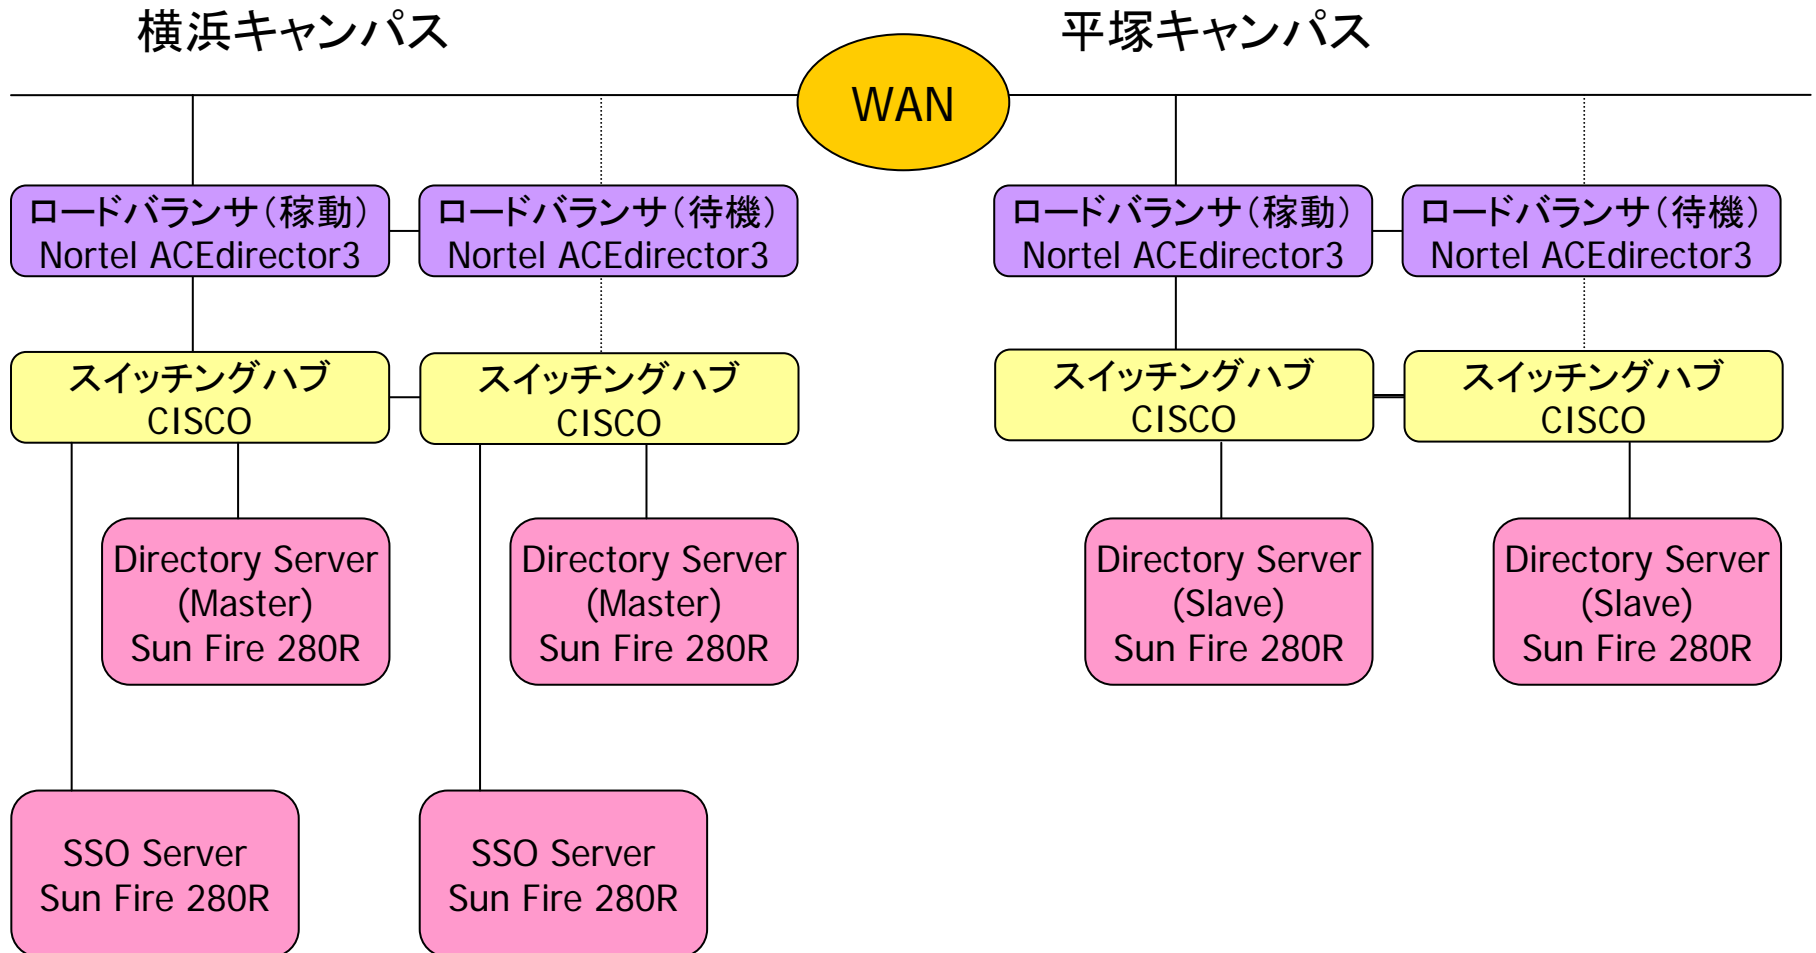 横浜キャンパス
平塚キャンパス
WAN
ロードバランサ（稼動）
Nortel ACEdirector3
ロードバランサ（待機）
Nortel ACEdirector3
ロードバランサ（稼動）
Nortel ACEdirector3
ロードバランサ（待機）
Nortel ACEdirector3
スイッチングハブ
CISCO
スイッチングハブ
CISCO
スイッチングハブ
CISCO
スイッチングハブ
CISCO
Directory Server
(Master)
Sun Fire 280R
Directory Server
(Master)
Sun Fire 280R
Directory Server
(Slave)
Sun Fire 280R
Directory Server
(Slave)
Sun Fire 280R
SSO Server
Sun Fire 280R
SSO Server
Sun Fire 280R